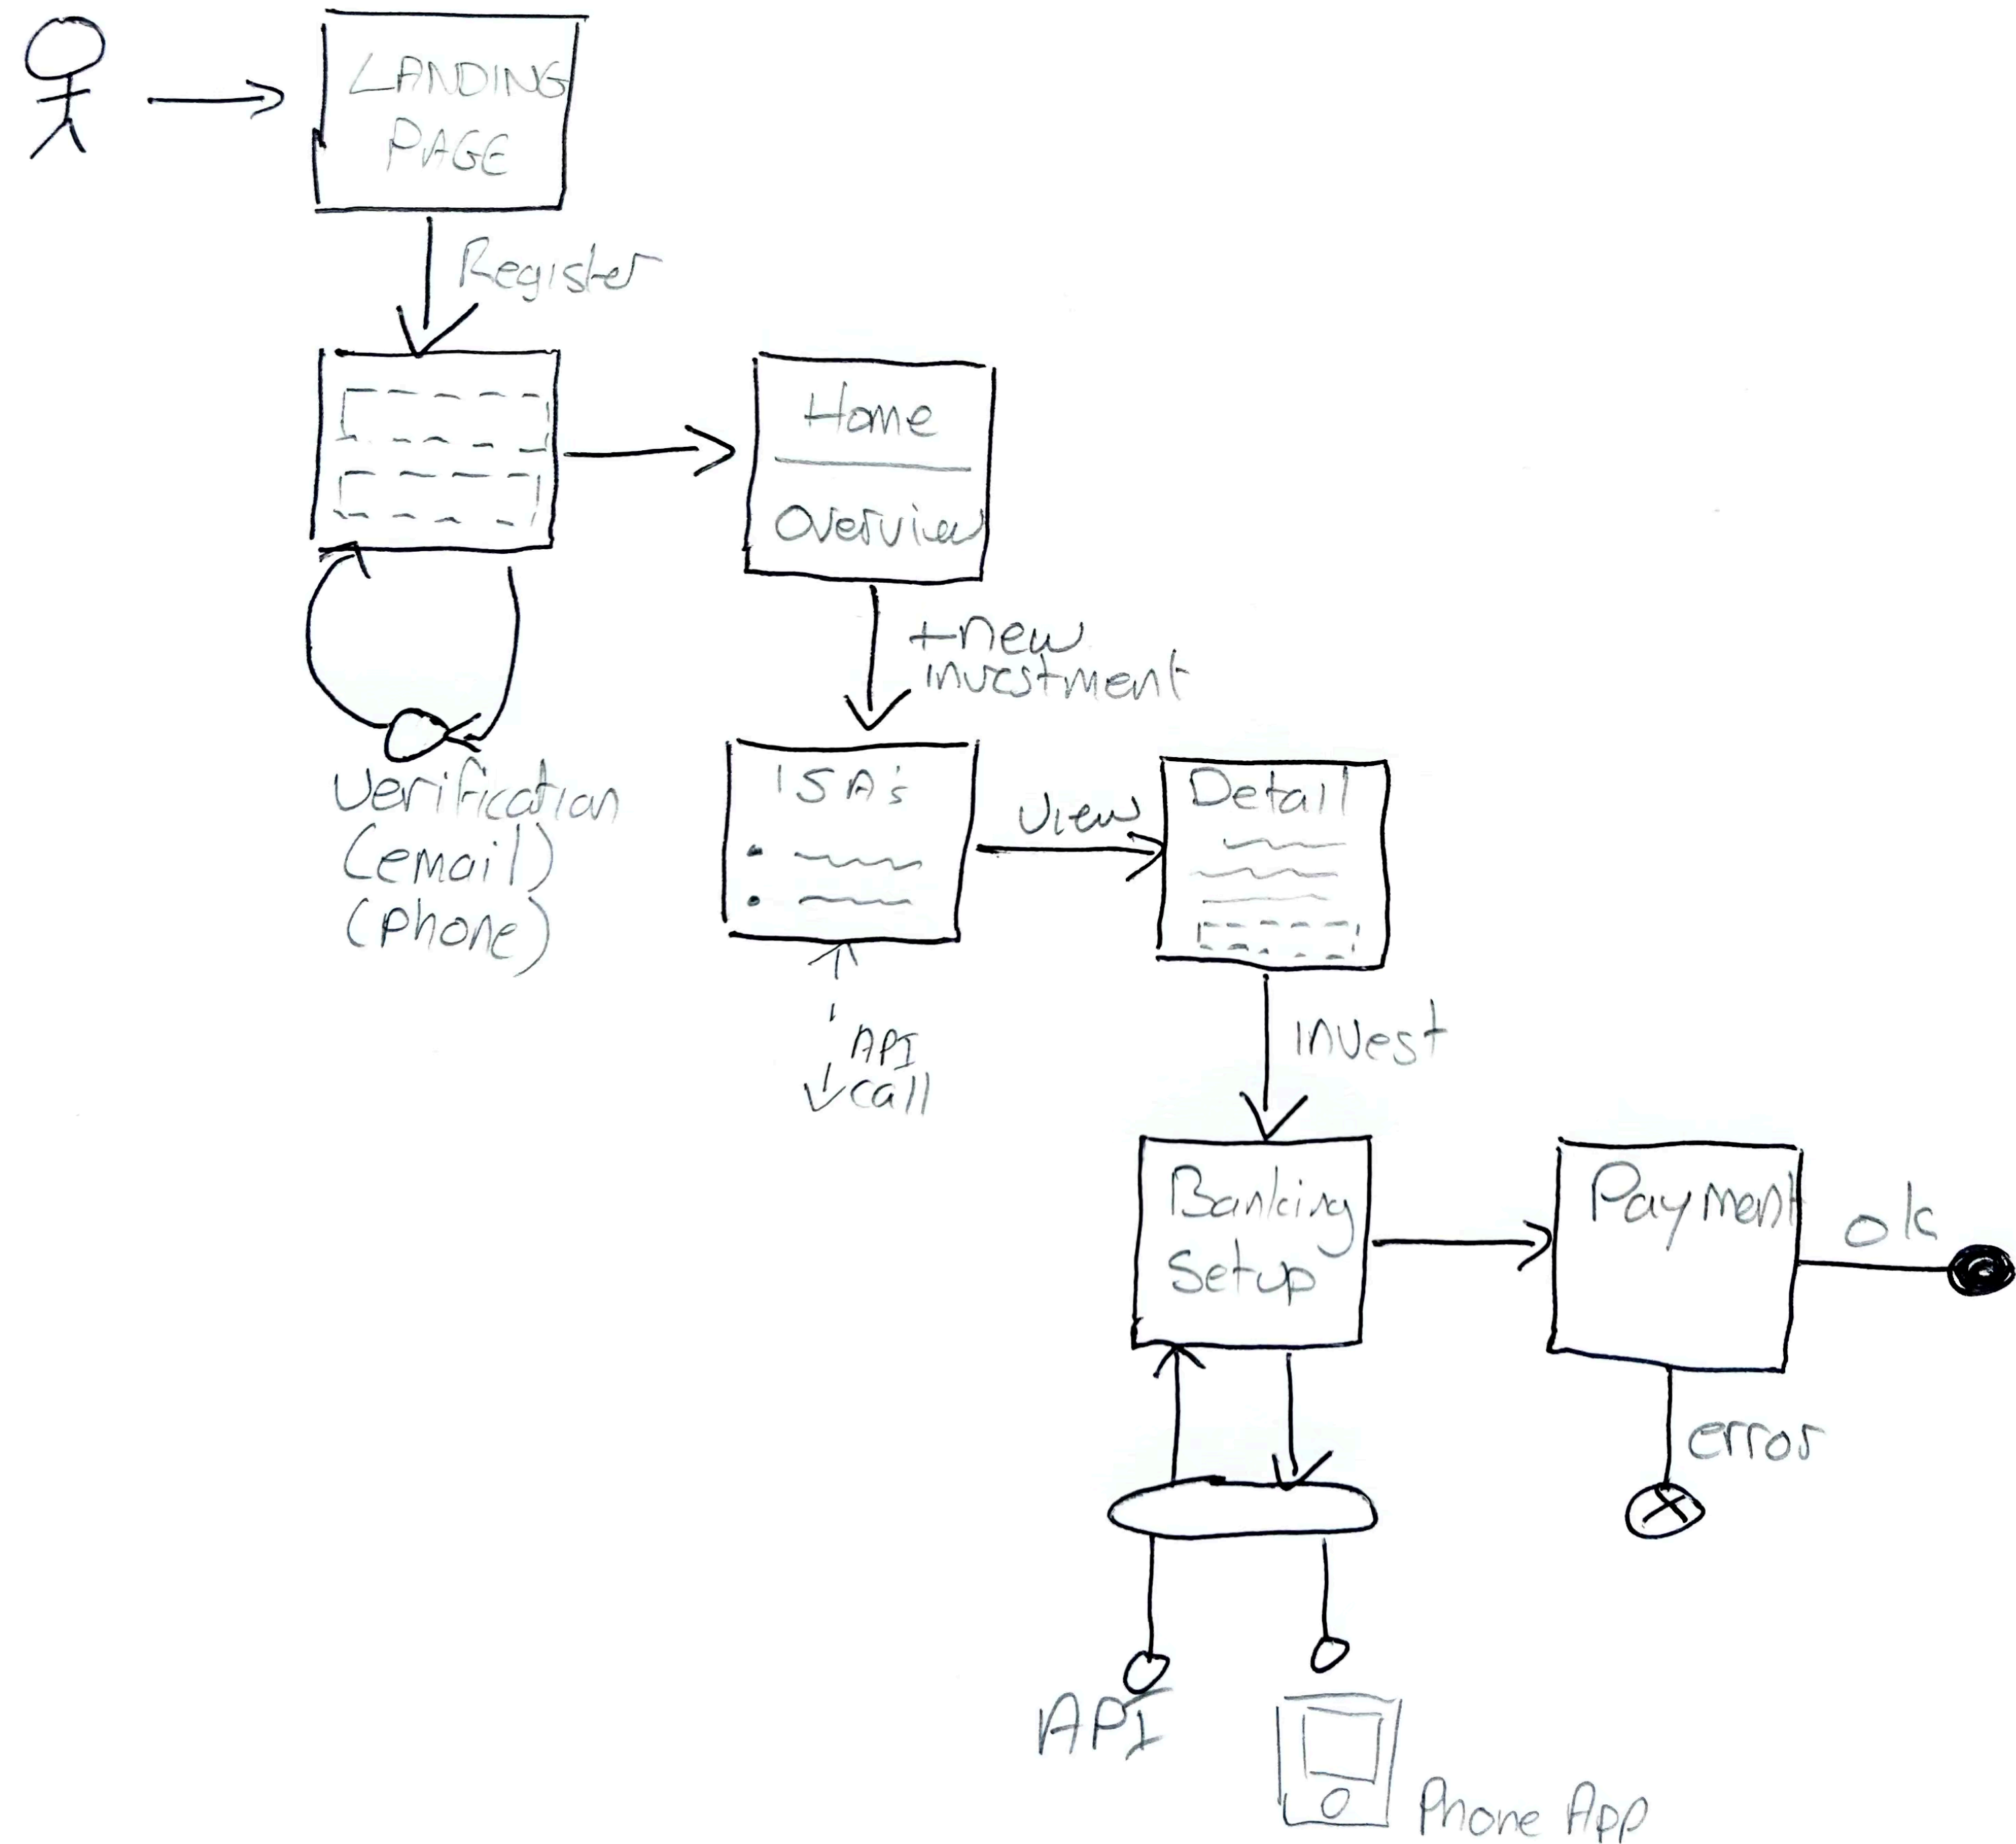 LANDING
PAGE
Register
Home
Overview
+new
investment
Verification
(email)
(phone)
ISA's
View
Detail
API
call
invest
Banking
Setup
Payment
ok
error
API
Phone App